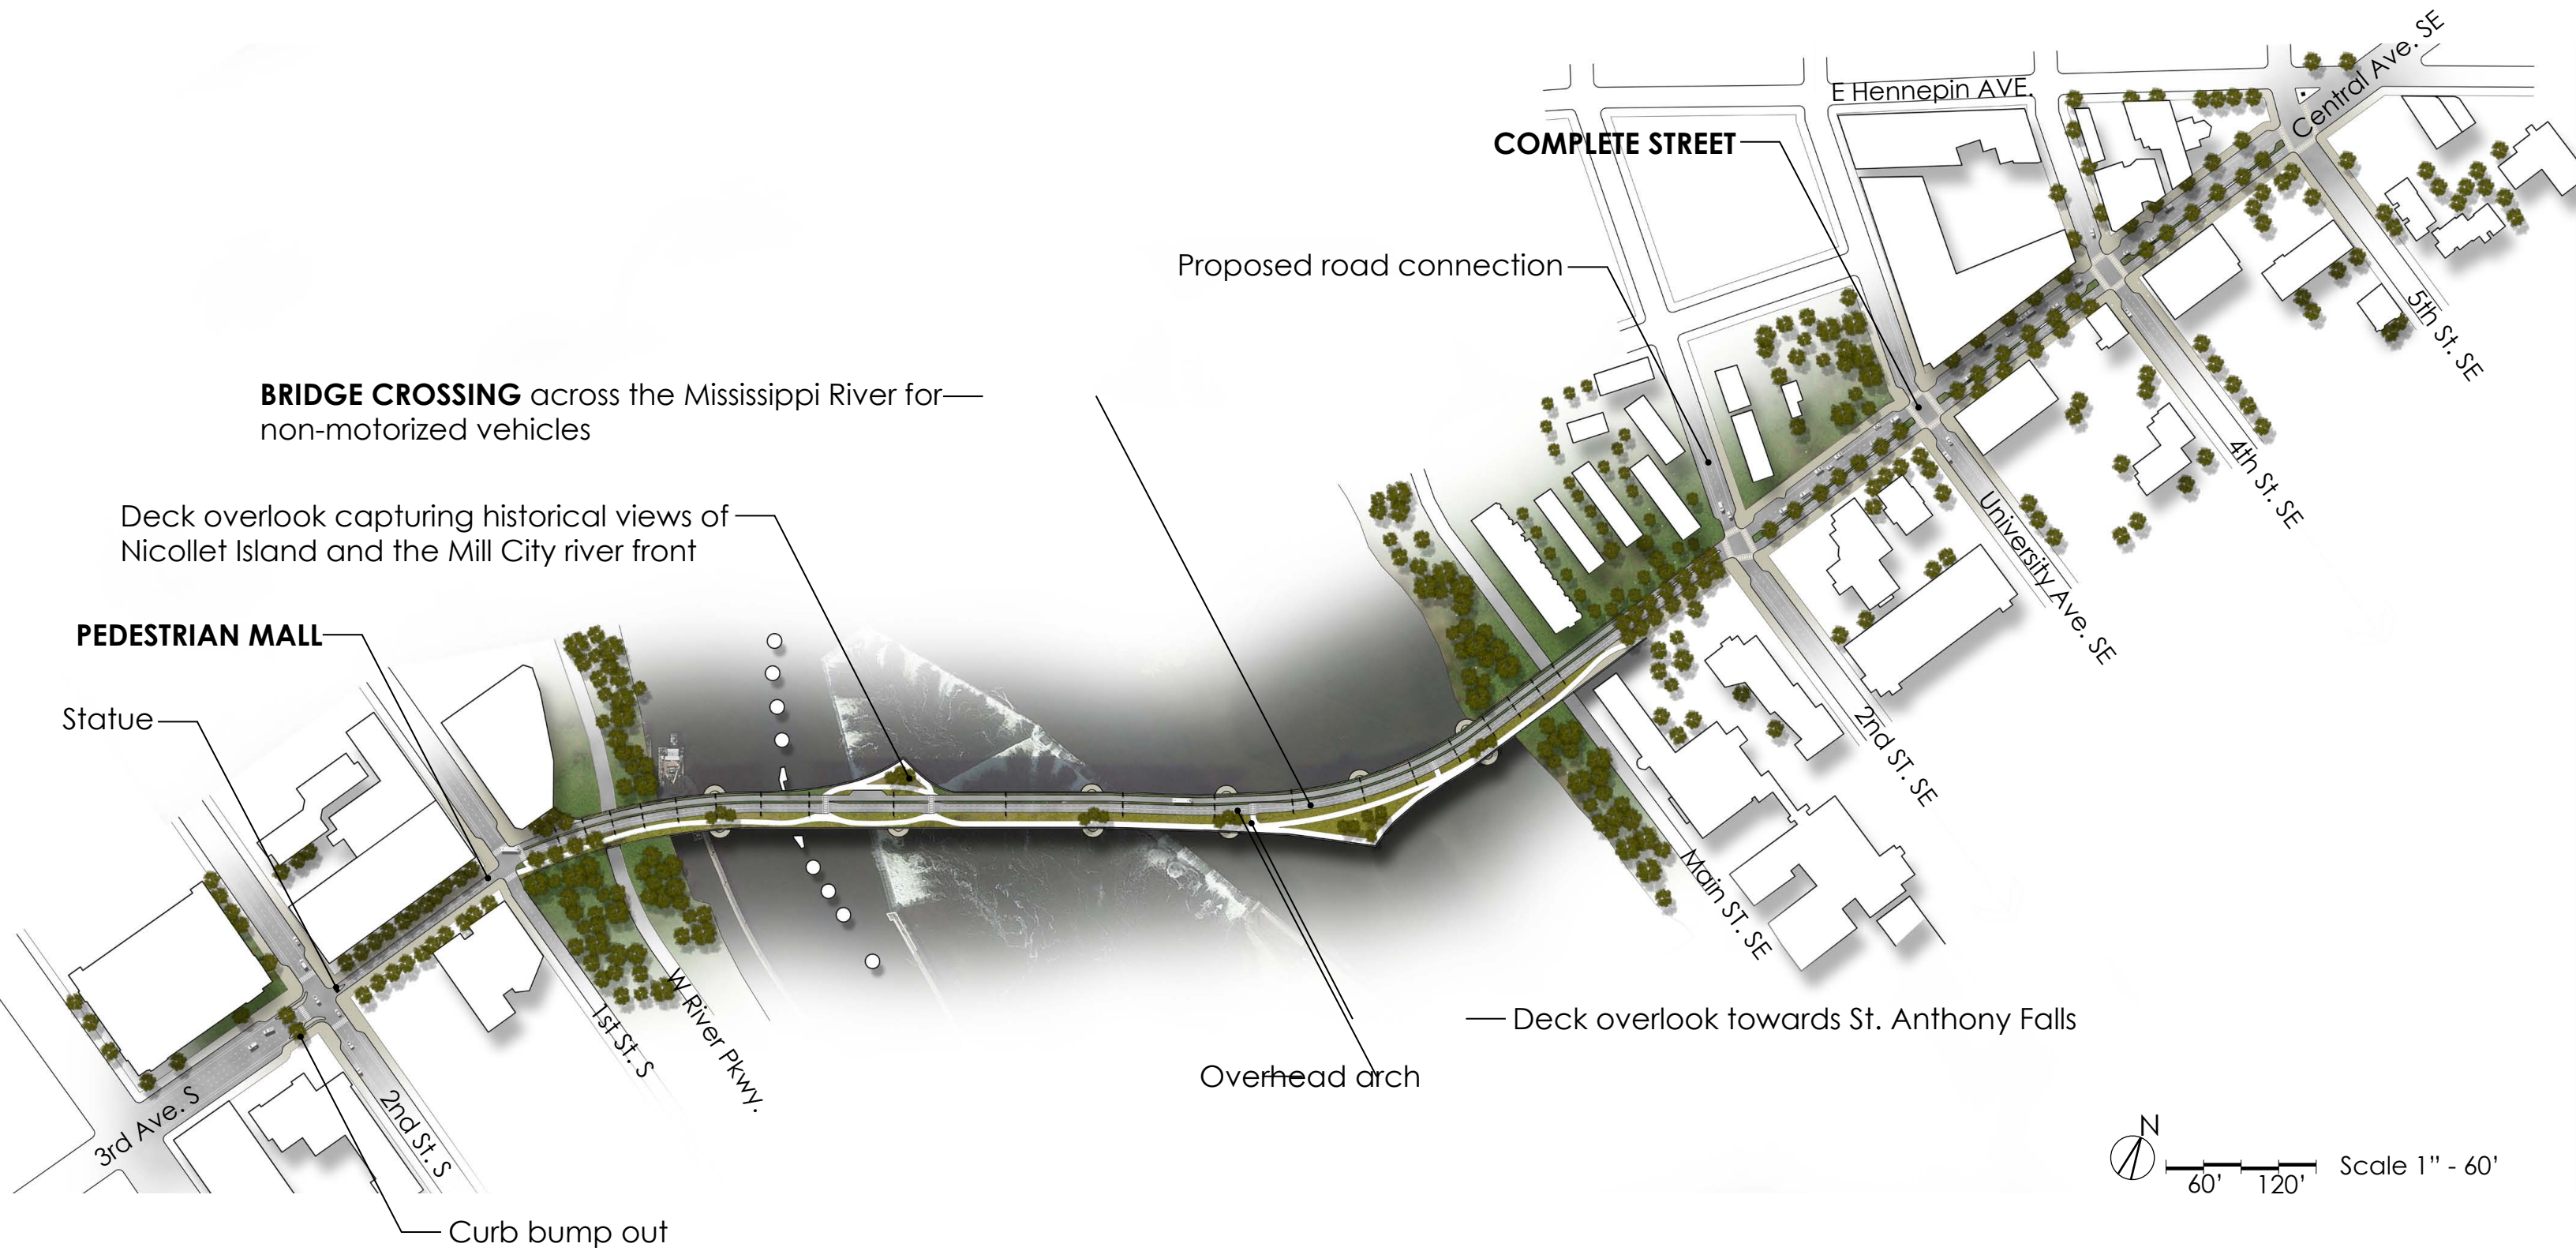 Central Ave. SE
E Hennepin AVE.
COMPLETE STREET
Proposed road connection
5th St. SE
BRIDGE CROSSING across the Mississippi River for
non-motorized vehicles
4th St. SE
Deck overlook capturing historical views of
Nicollet Island and the Mill City river front
University Ave. SE
PEDESTRIAN MALL
Statue
2nd ST. SE
Main ST. SE
W River Pkwy.
1st St. S
Deck overlook towards St. Anthony Falls
Overhead arch
3rd Ave. S
2nd St. S
N
60’ 120’
Scale 1” - 60’
Curb bump out